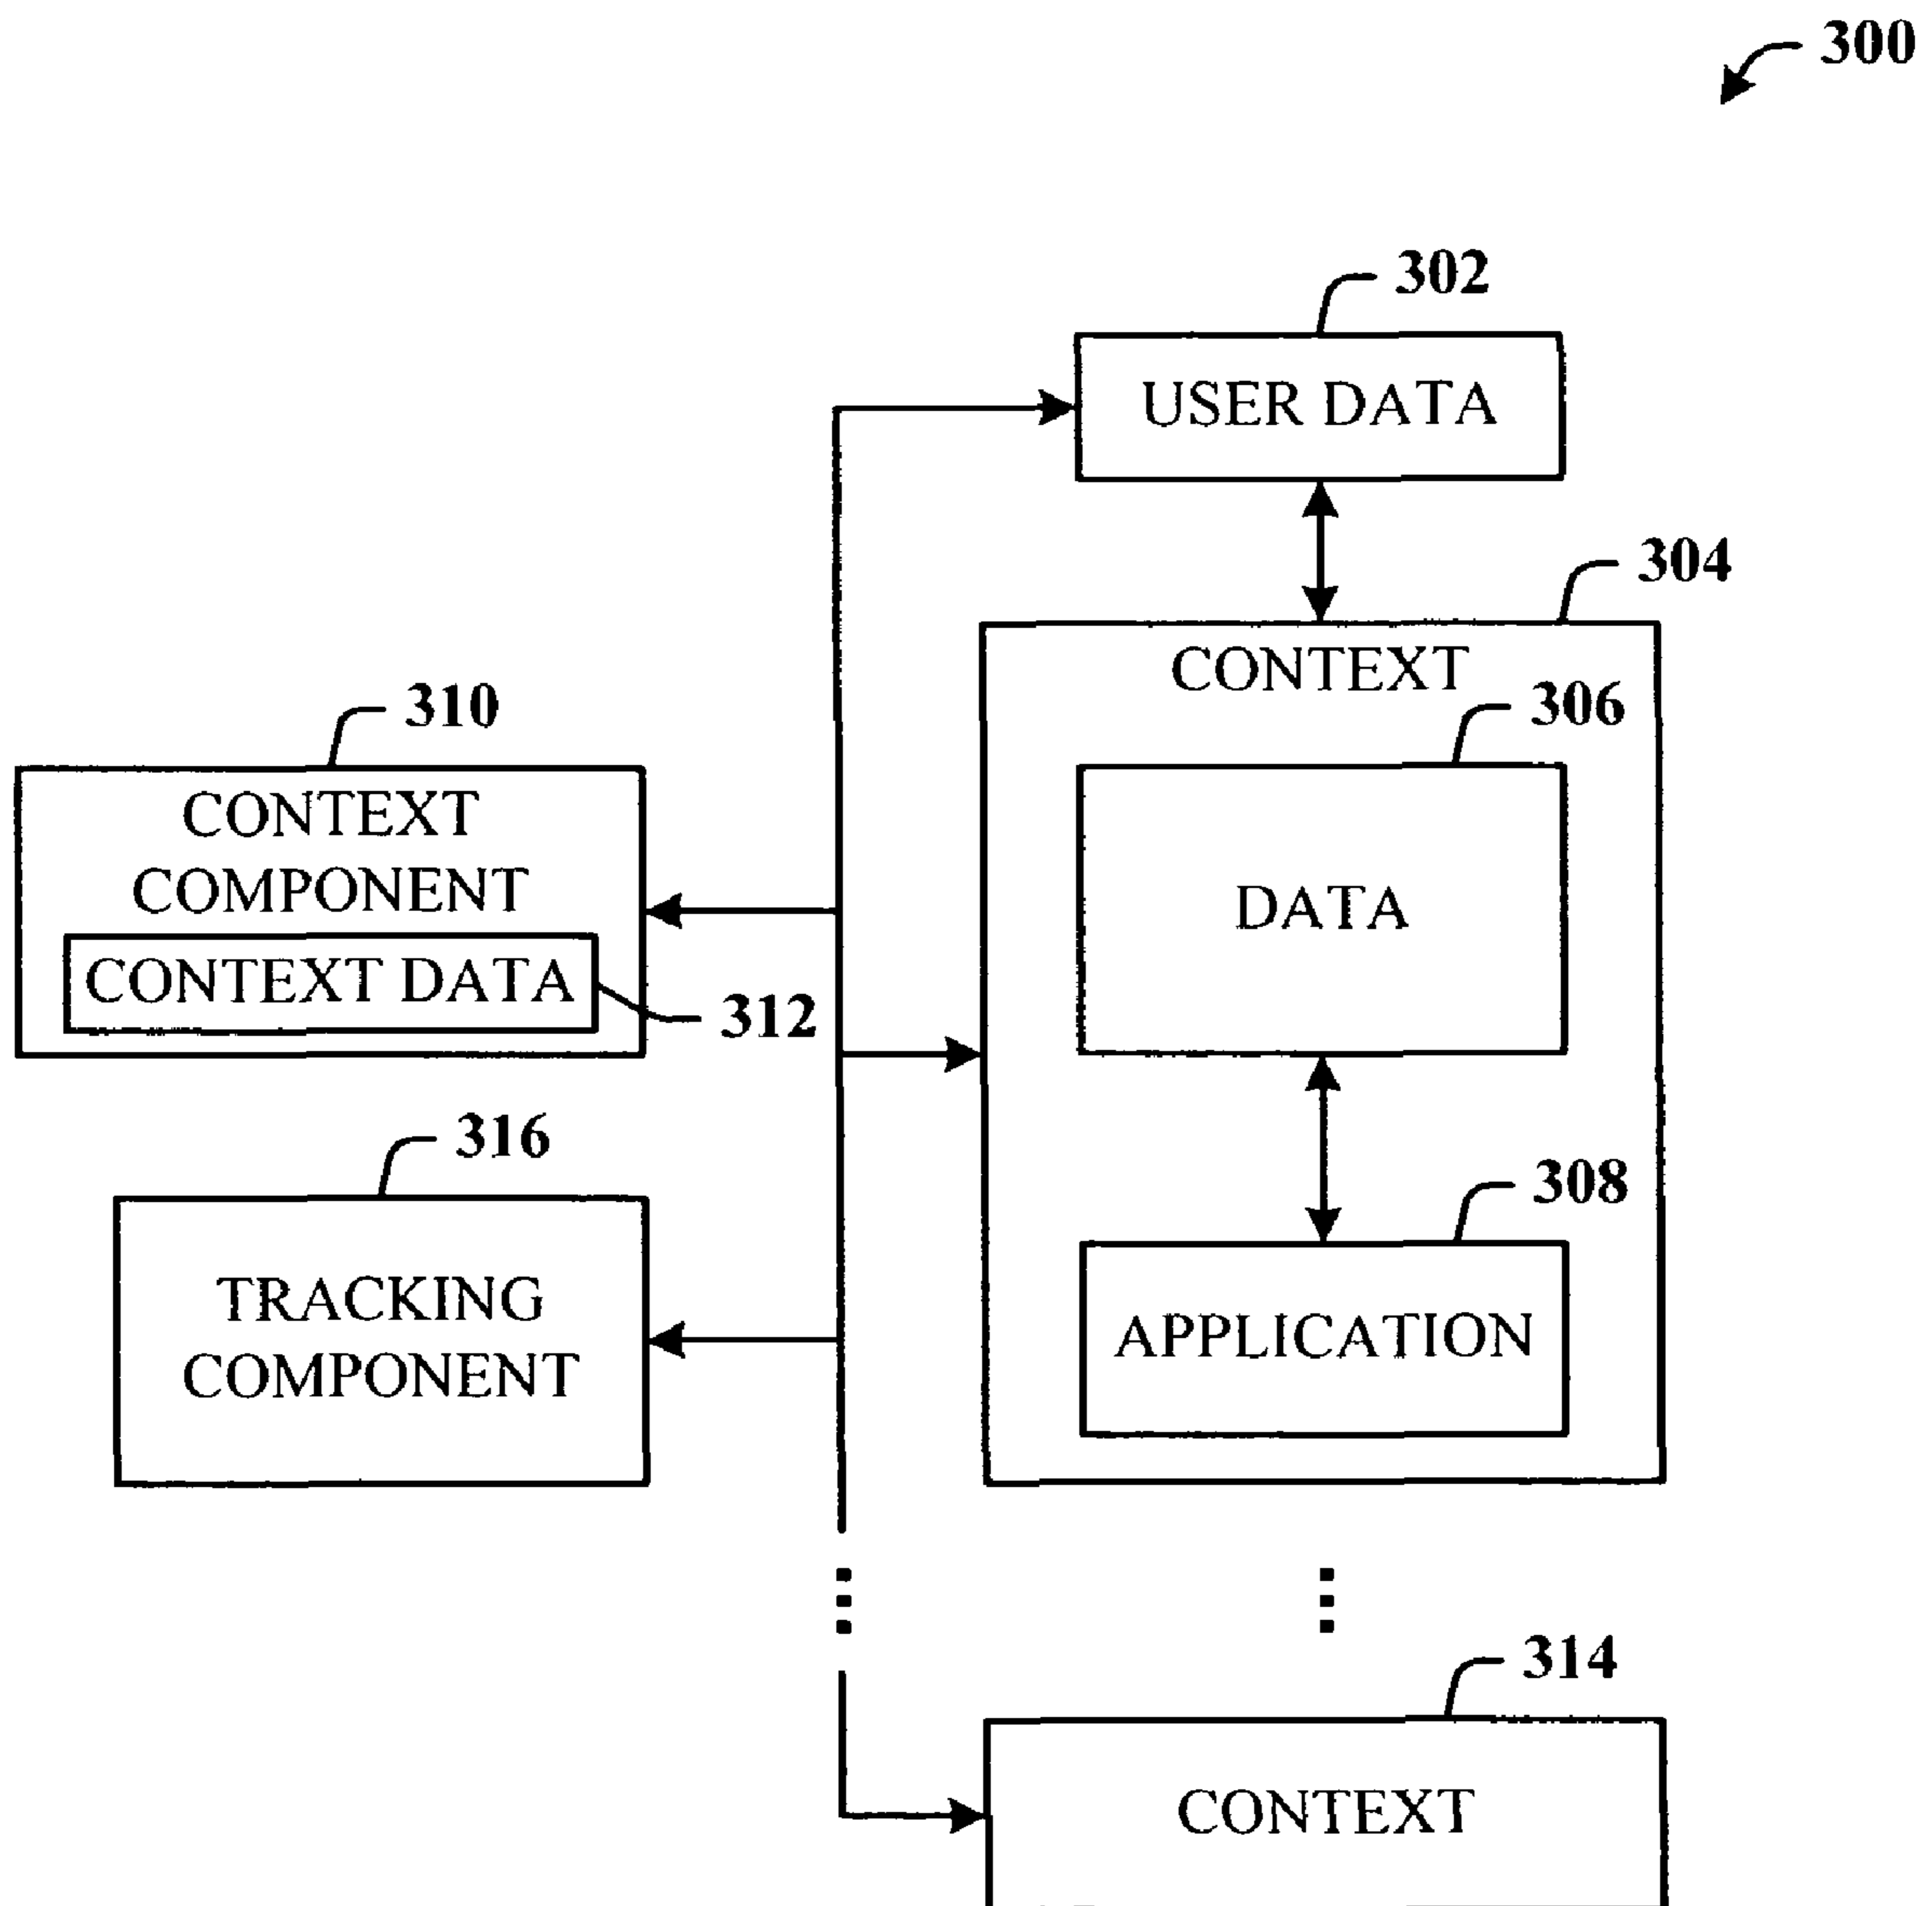 300
302
USER DATA
304
CONTEXT
306
DATA
310
CONTEXT
COMPONENT
CONTEXT DATA
312
316
TRACKING
COMPONENT
308
APPLICATION
314
CONTEXT